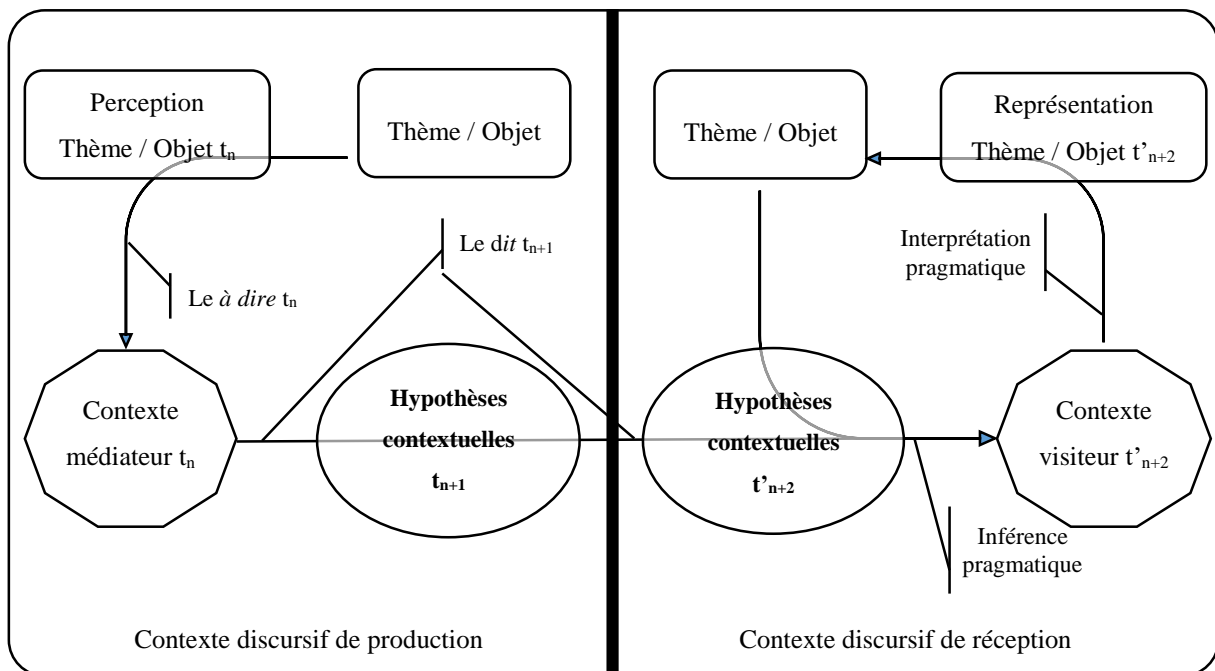 Perception
Thème / Objet tₙ
Thème / Objet
Thème / Objet
Représentation
Thème / Objet t’ₙ₊₂
Le dit tₙ₊₁
Le à dire tₙ
Interprétation
pragmatique
Contexte
médiateur tₙ
Hypothèses
contextuelles
tₙ₊₁
Hypothèses
contextuelles
t’ₙ₊₂
Contexte
visiteur t’ₙ₊₂
Inférence
pragmatique
Contexte discursif de production
Contexte discursif de réception